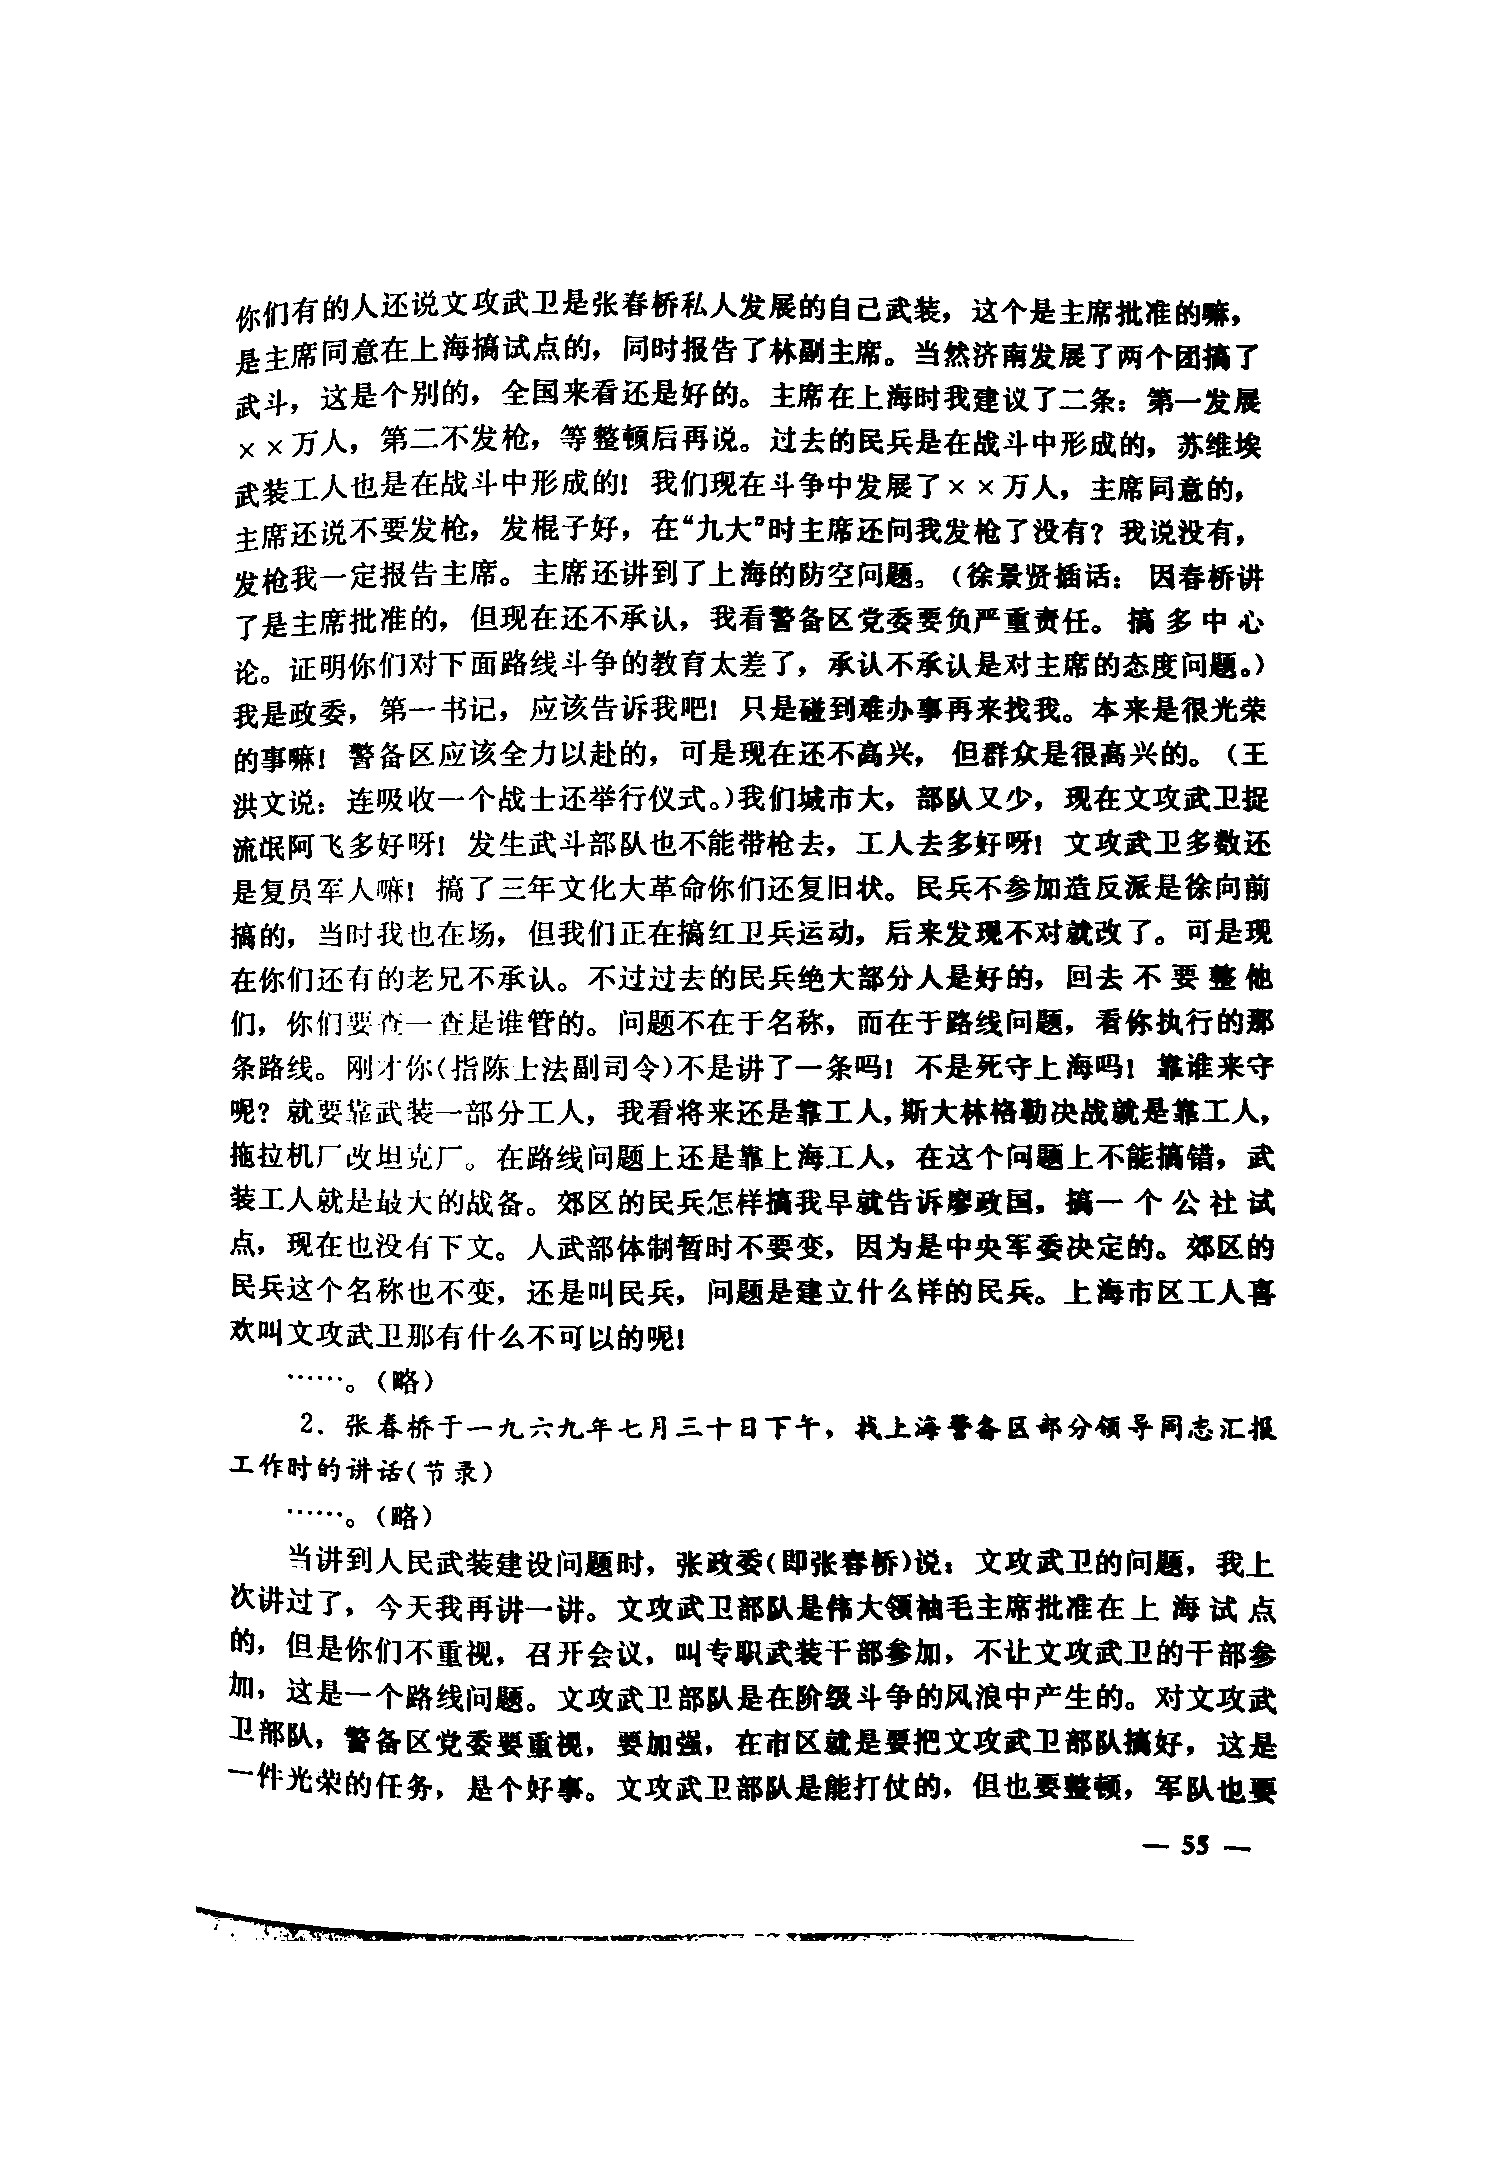 你们有的人还说文攻武卫是张春桥私人发展的自己武装，这个是主席批准的嘛，
是主席同意在上海搞试点的，同时报告了林副主席。当然济南发展了两个团搞了
武斗，这是个别的，全国来看还是好的。主席在上海时我建议了二条：第一发展
××万人，第二不发枪，等整顿后再说。过去的民兵是在战斗中形成的，苏维埃
武装工人也是在战斗中形成的！我们现在斗争中发展了××万人，主席同意的，
主席还说不要发枪，发棍子好，在“九大”时主席还问我发枪了没有？我说没有，
发枪我一定报告主席。主席还讲到了上海的防空问题。（徐景贤插话：因春桥讲
了是主席批准的，但现在还不承认，我看警备区党委要负严重责任。搞多中心
论。证明你们对下面路线斗争的教育太差了，承认不承认是对主席的态度问题。）
我是政委，第一书记，应该告诉我吧！只是碰到难办事再来找我。本来是很光荣
的事嘛！警备区应该全力以赴的，可是现在还不高兴，但群众是很高兴的。（王
洪文说：连吸收一个战士还举行仪式。）我们城市大，部队又少，现在文攻武卫捉
流氓阿飞多好呀！发生武斗部队也不能带枪去，工人去多好呀！文攻武卫多数还
是复员军人嘛！搞了三年文化大革命你们还复旧状。民兵不参加造反派是徐向前
搞的，当时我也在场，但我们正在搞红卫兵运动，后来发现不对就改了。可是现
在你们还有的老兄不承认。不过过去的民兵绝大部分人是好的，回去不要整他
们，你们要查一查是谁管的。问题不在于名称，而在于路线问题，看你执行的那
条路线。刚才你（指陈上法副司令）不是讲了一条吗！不是死守上海吗！靠谁来守
呢？就要靠武装一部分工人，我看将来还是靠工人，斯大林格勒决战就是靠工人，
拖拉机厂改坦克厂。在路线问题上还是靠上海工人，在这个问题上不能搞错，武
装工人就是最大的战备。郊区的民兵怎样搞我早就告诉廖政国，搞一个公社试
点，现在也没有下文。人武部体制暂时不要变，因为是中央军委决定的。郊区的
民兵这个名称也不变，还是叫民兵，问题是建立什么样的民兵。上海市区工人喜
欢叫文攻武卫那有什么不可以的呢！
……。（略）
2．张春桥于一九六九年七月三十日下午，找上海警备区部分领导同志汇报
工作时的讲话（节录）
……。（略）
当讲到人民武装建设问题时，张政委（即张春桥）说：文攻武卫的问题，我上
次讲过了，今天我再讲一讲。文攻武卫部队是伟大领袖毛主席批准在上海试点
的，但是你们不重视，召开会议，叫专职武装干部参加，不让文攻武卫的干部参
加，这是一个路线问题。文攻武卫部队是在阶级斗争的风浪中产生的。对文攻武
卫部队，警备区党委要重视，要加强，在市区就是要把文攻武卫部队搞好，这是
一件光荣的任务，是个好事。文攻武卫部队是能打仗的，但也要整顿，军队也要
— 55 —